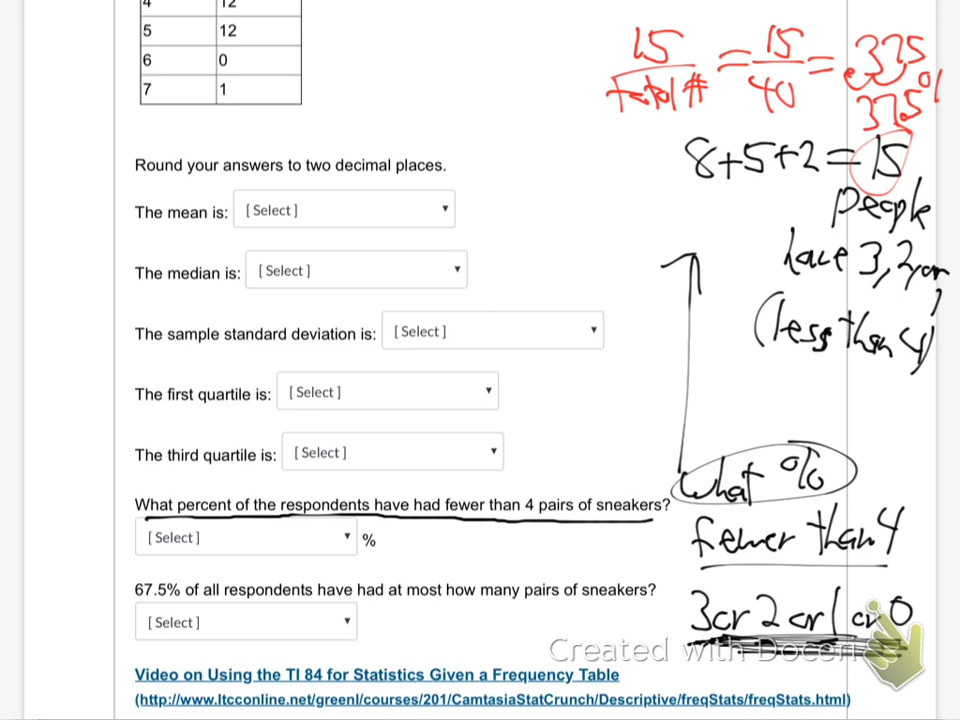 4 12
5 12
6 0
7 1
15 / Total # = 15 / 40 = .375
37.5%
8+5+2=15
people
have 3, 2, or 1
(less than 4)
Round your answers to two decimal places.
The mean is: [ Select ]
The median is: [ Select ]
The sample standard deviation is: [ Select ]
The first quartile is: [ Select ]
The third quartile is: [ Select ]
What percent of the respondents have had fewer than 4 pairs of sneakers?
[ Select ] %
What %
fewer than 4
67.5% of all respondents have had at most how many pairs of sneakers?
[ Select ]
3 or 2 or 1 or 0
Created with Doceri
Video on Using the TI 84 for Statistics Given a Frequency Table
(http://www.ltcconline.net/greenl/courses/201/CamtasiaStatCrunch/Descriptive/freqStats/freqStats.html)